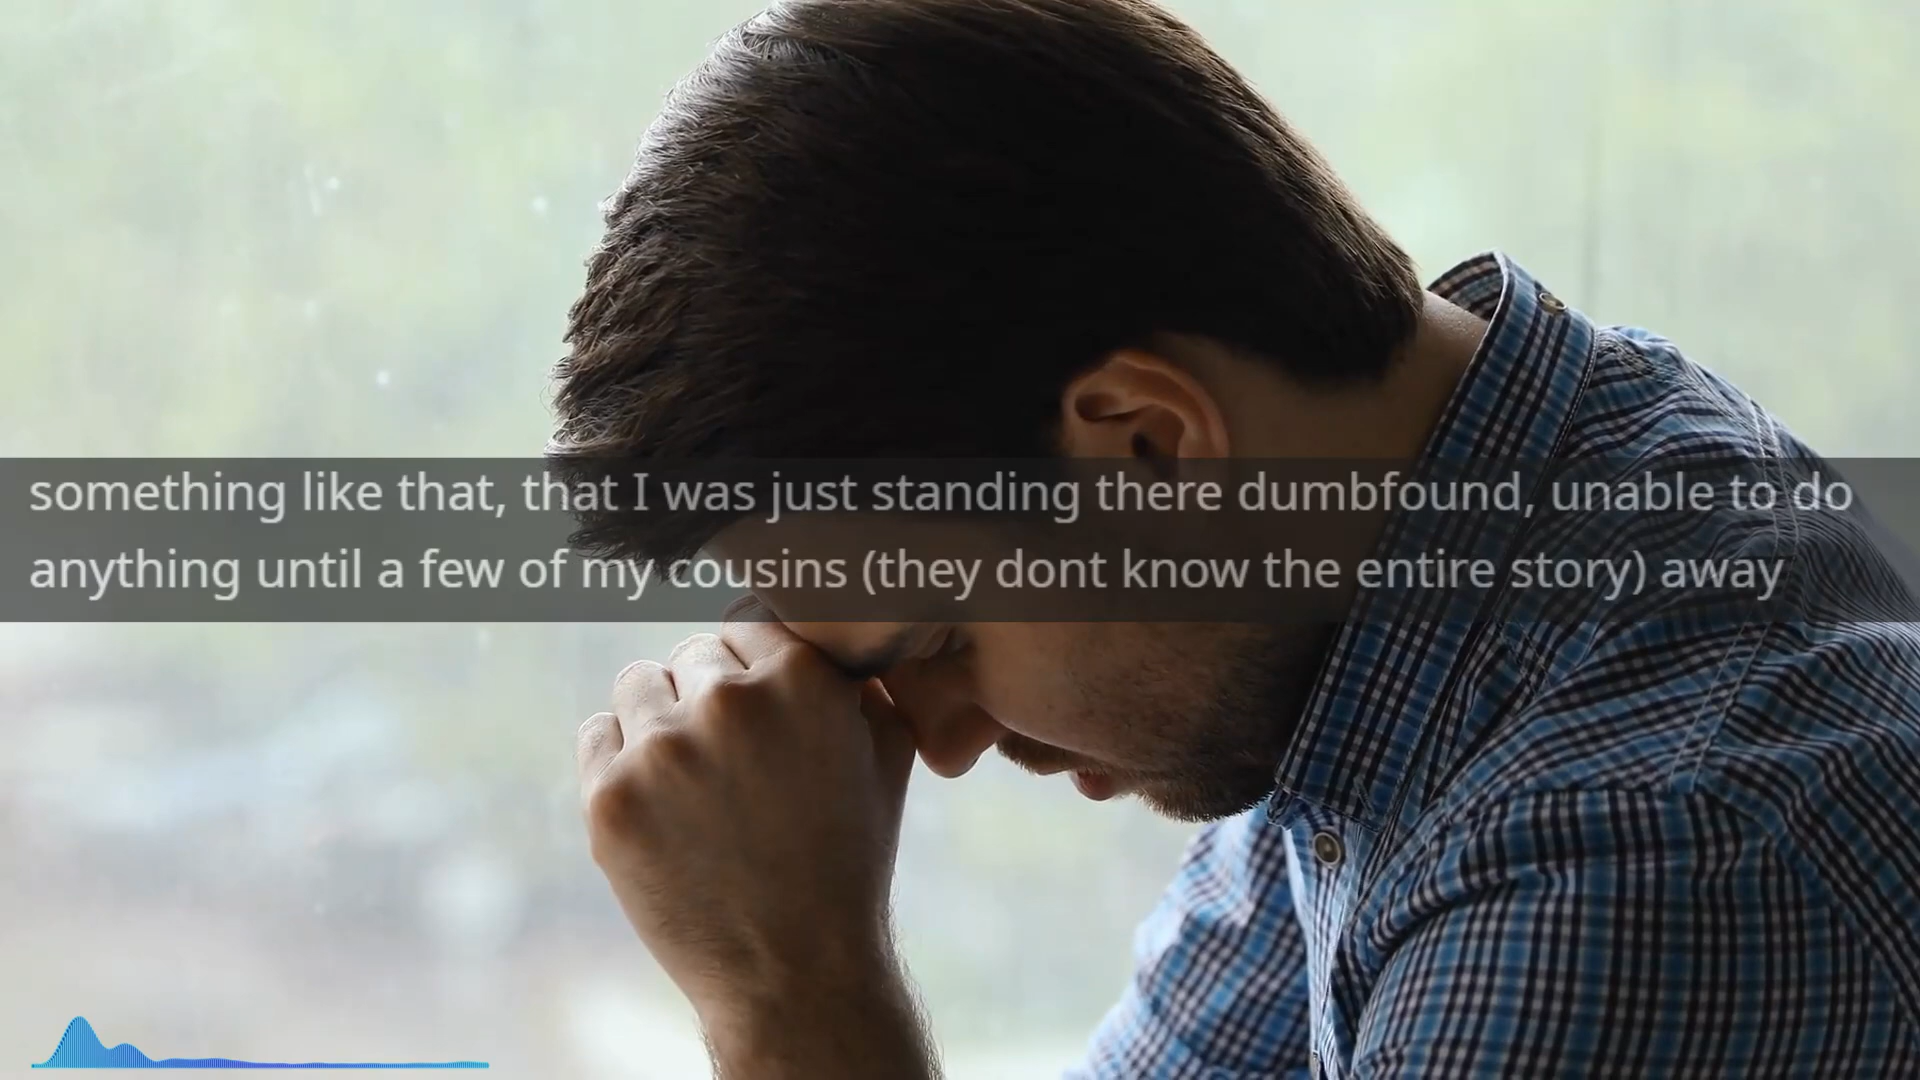 something like that, that I was just standing there dumbfound, unable to do
anything until a few of my cousins (they dont know the entire story) away